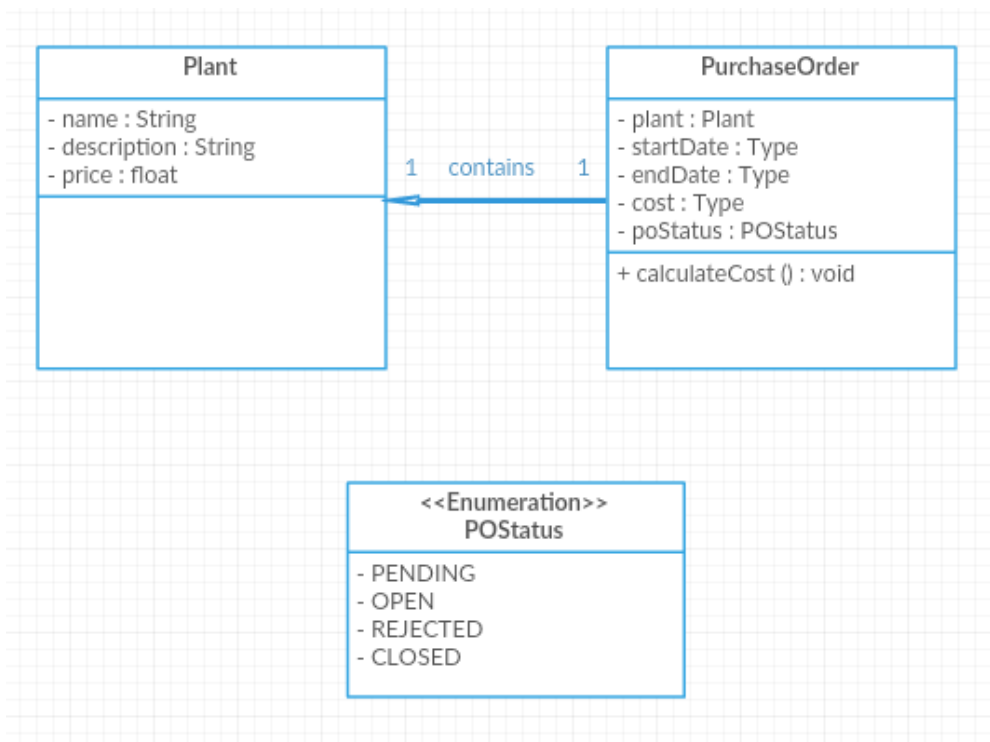 Plant
- name : String
- description : String
- price : float
1 contains 1
PurchaseOrder
- plant : Plant
- startDate : Type
- endDate : Type
- cost : Type
- poStatus : POStatus
+ calculateCost () : void
<<Enumeration>>
POStatus
- PENDING
- OPEN
- REJECTED
- CLOSED